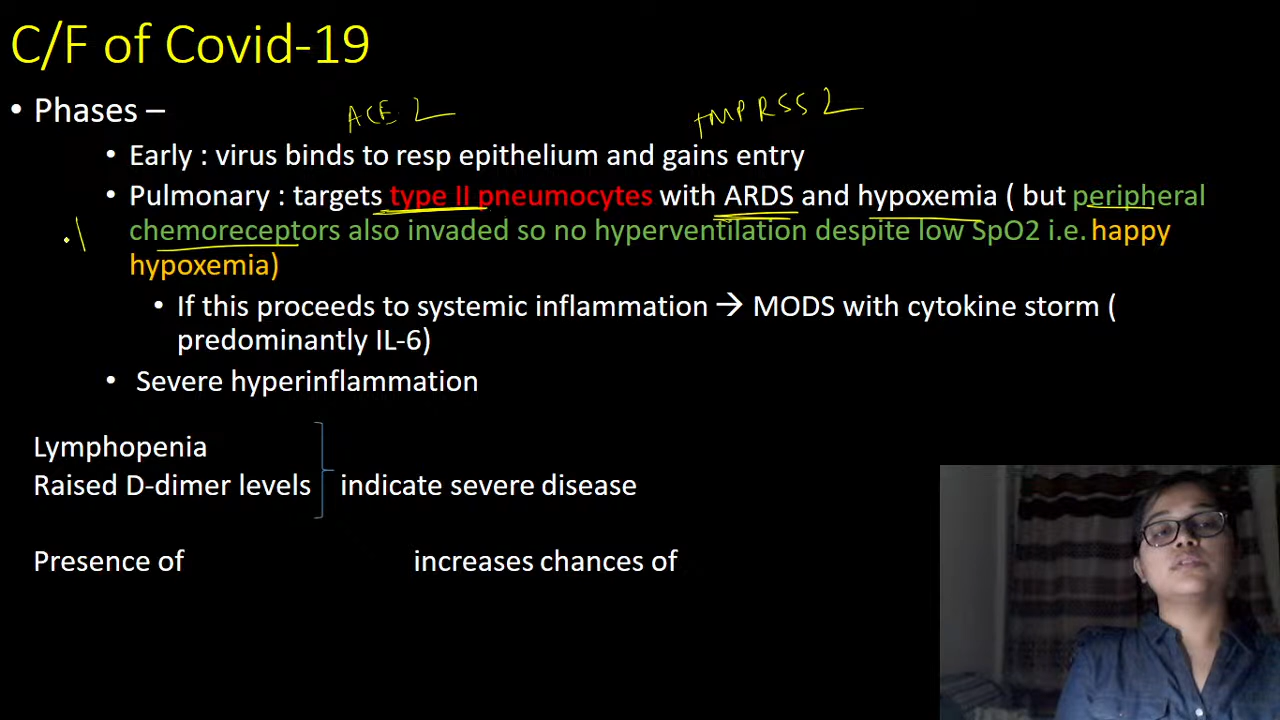 C/F of Covid-19
• Phases –
ACE 2
TMPRSS 2
• Early : virus binds to resp epithelium and gains entry
• Pulmonary : targets type II pneumocytes with ARDS and hypoxemia ( but peripheral
chemoreceptors also invaded so no hyperventilation despite low SpO2 i.e. happy
hypoxemia)
• If this proceeds to systemic inflammation → MODS with cytokine storm (
predominantly IL-6)
• Severe hyperinflammation
Lymphopenia
Raised D-dimer levels
indicate severe disease
Presence of increases chances of